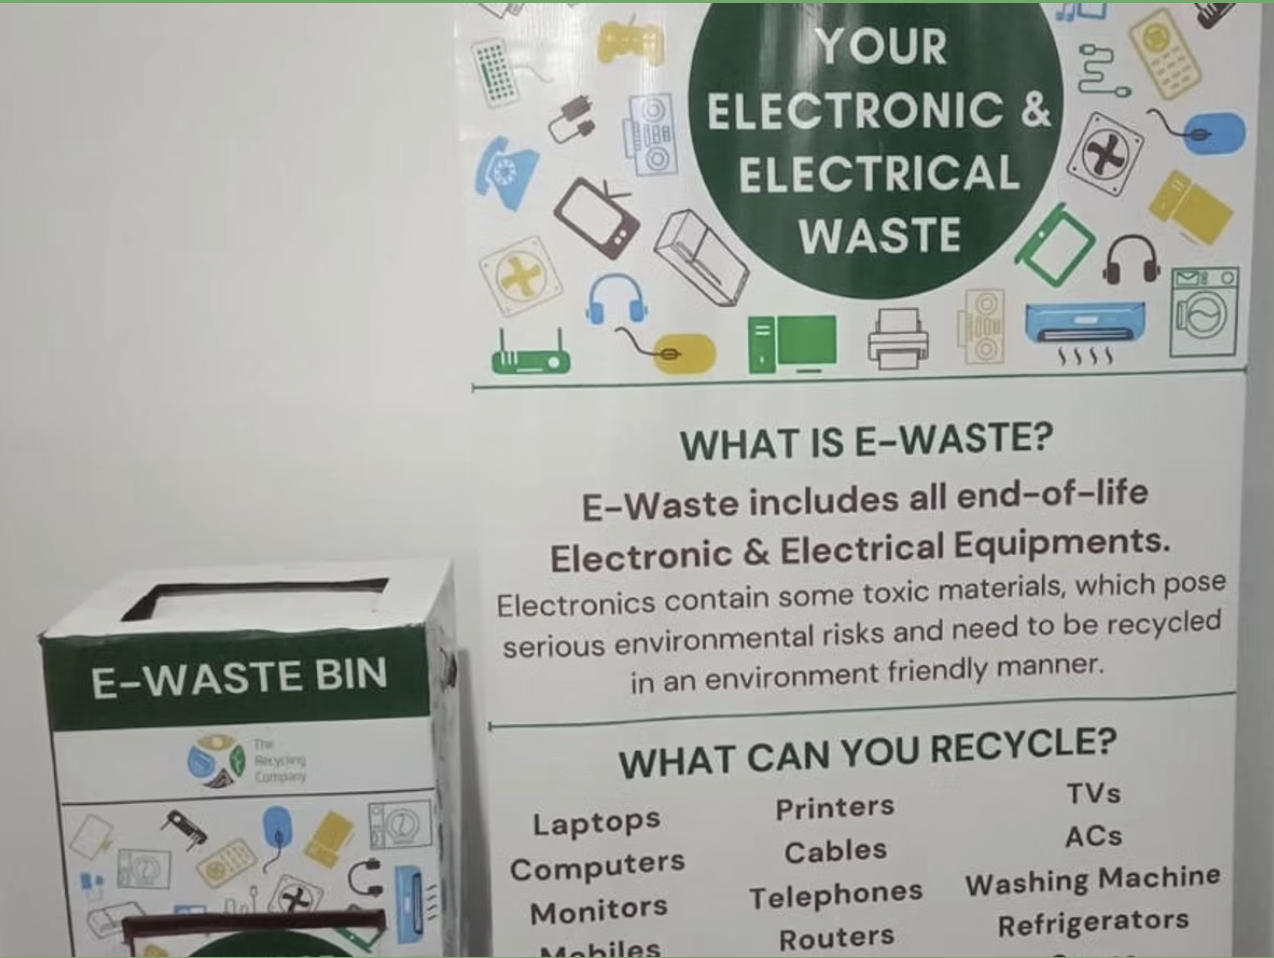 YOUR
ELECTRONIC &
ELECTRICAL
WASTE
WHAT IS E-WASTE?
E-Waste includes all end-of-life
Electronic & Electrical Equipments.
Electronics contain some toxic materials, which pose
serious environmental risks and need to be recycled
in an environment friendly manner.
WHAT CAN YOU RECYCLE?
Laptops
Computers
Monitors
Mobiles
Printers
Cables
Telephones
Routers
TVs
ACs
Washing Machine
Refrigerators
E-WASTE BIN
The
Recycling
Company